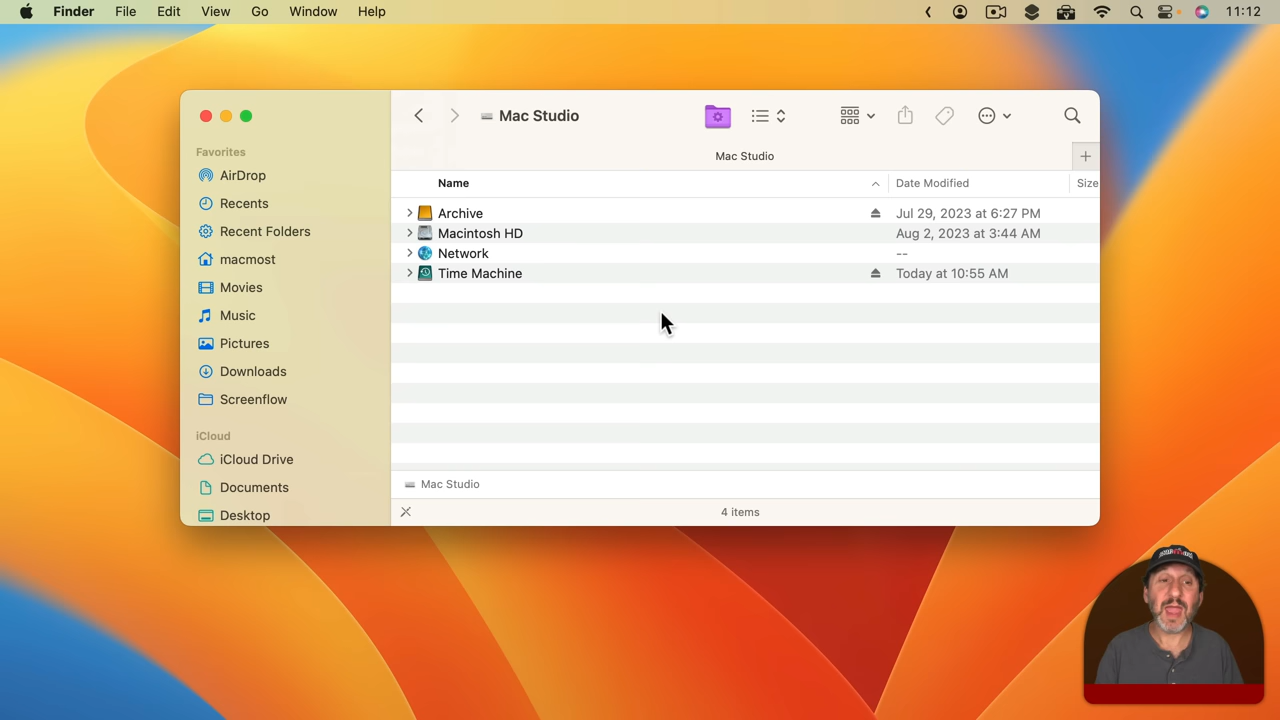 Finder File Edit View Go Window Help 11:12
Mac Studio
Mac Studio
Name Date Modified Size
Favorites
AirDrop
Recents
Recent Folders
macmost
Movies
Music
Pictures
Downloads
Screenflow
iCloud
iCloud Drive
Documents
Desktop
Archive Jul 29, 2023 at 6:27 PM
Macintosh HD Aug 2, 2023 at 3:44 AM
Network --
Time Machine Today at 10:55 AM
Mac Studio
4 items